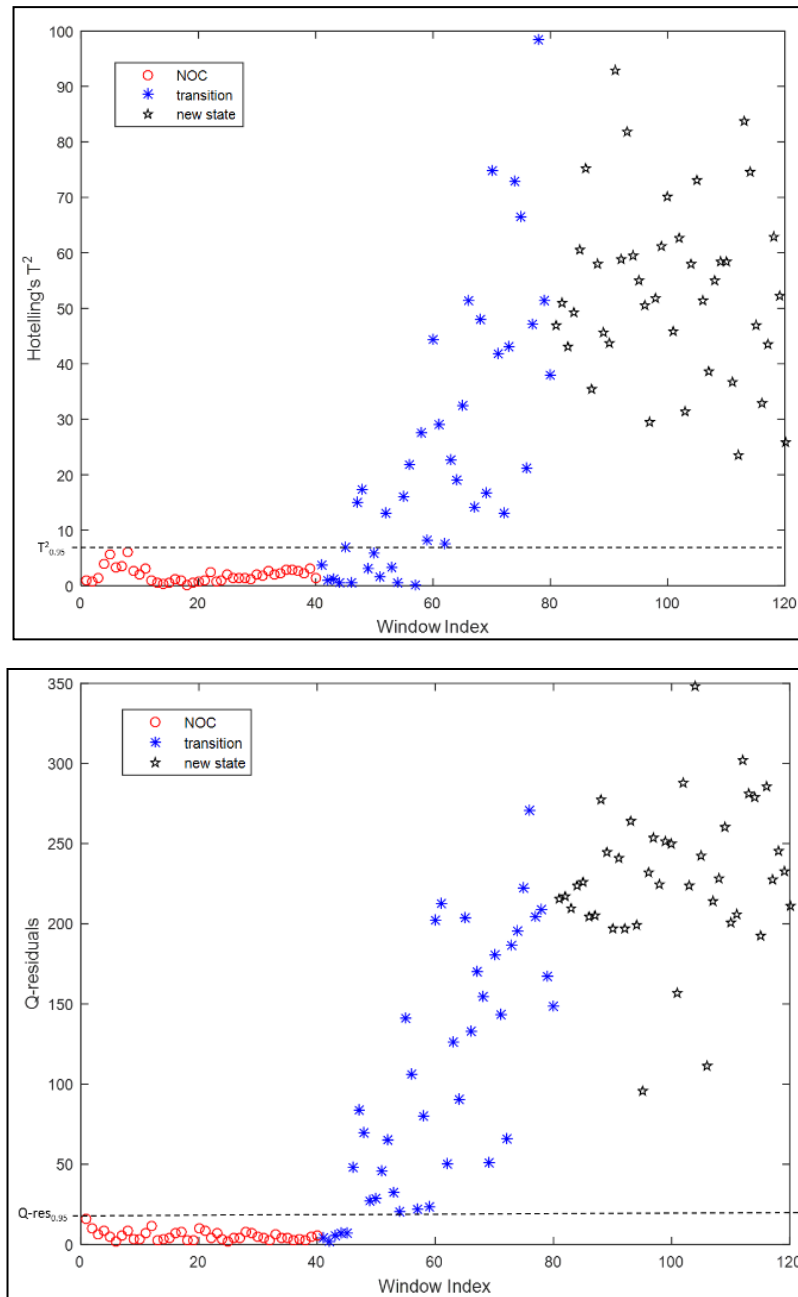 100
90
80
70
60
50
40
30
20
10
0
T²₀.₉₅
Hotelling's T²
NOC
transition
new state
0 20 40 60 80 100 120
Window Index
350
300
250
200
150
100
50
0
Q-res₀.₉₅
Q-residuals
NOC
transition
new state
0 20 40 60 80 100 120
Window Index